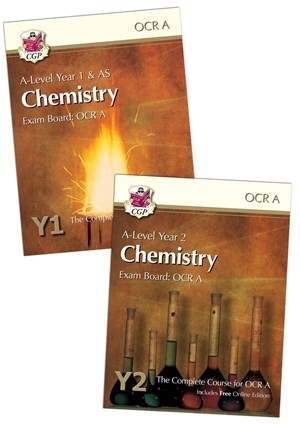 OCR A
CGP
A-Level Year 1 & AS
Chemistry
Exam Board: OCR A
Y1 The Complete
OCR A
CGP
A-Level Year 2
Chemistry
Exam Board: OCR A
Y2 The Complete Course for OCR A
Includes Free Online Edition